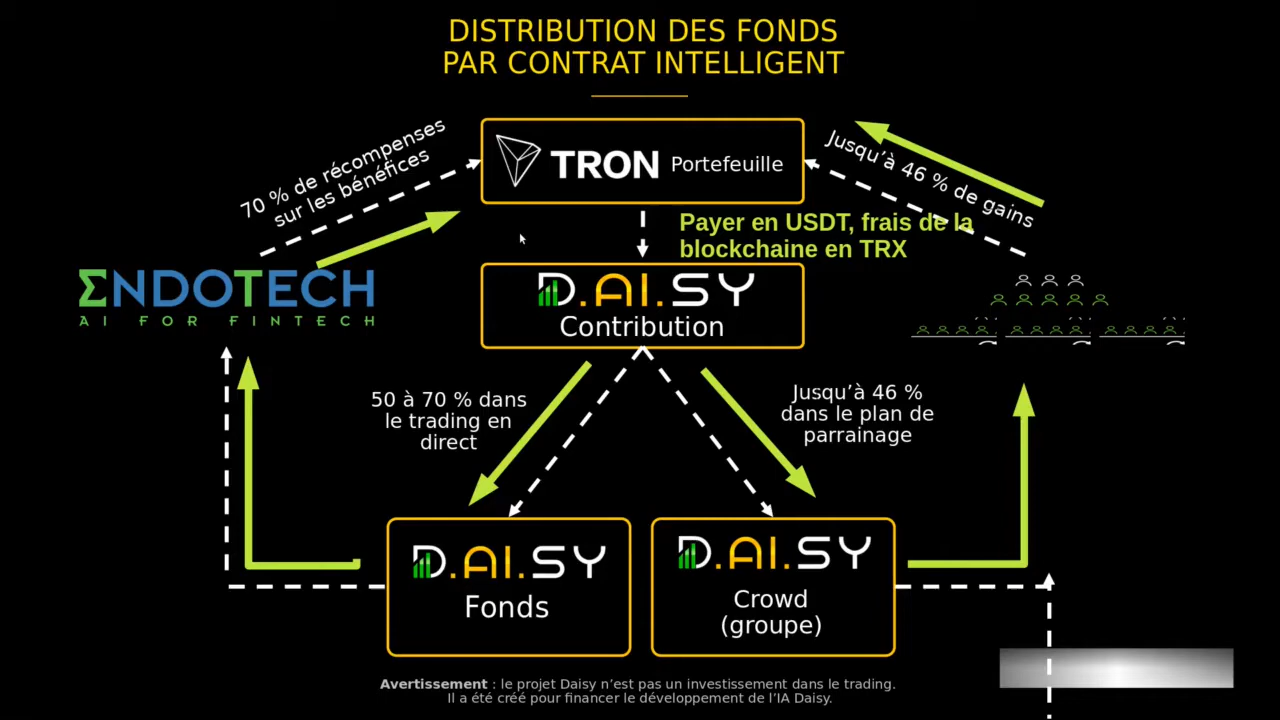 DISTRIBUTION DES FONDS
PAR CONTRAT INTELLIGENT
70 % de récompenses
sur les bénéfices
TRON Portefeuille
Jusqu’à 46 % de gains
Payer en USDT, frais de la
blockchaine en TRX
ENDOTECH
AI FOR FINTECH
D.AI.SY
Contribution
50 à 70 % dans
le trading en
direct
Jusqu’à 46 %
dans le plan de
parrainage
D.AI.SY
Fonds
D.AI.SY
Crowd
(groupe)
Avertissement : le projet Daisy n’est pas un investissement dans le trading.
Il a été créé pour financer le développement de l’IA Daisy.